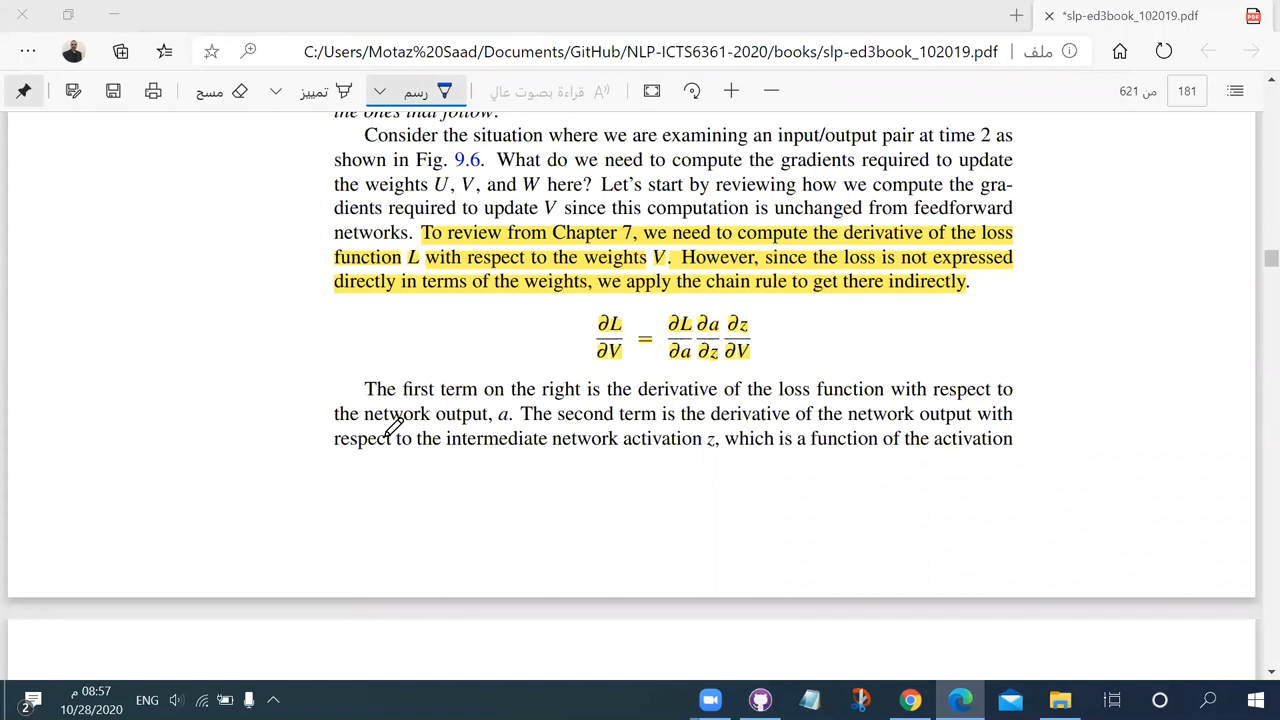 *slp-ed3book_102019.pdf
C:/Users/Motaz%20Saad/Documents/GitHub/NLP-ICTS6361-2020/books/slp-ed3book_102019.pdf
ملف
مسح
تمييز
رسم
قراءة بصوت عالٍ
من 621
181
the ones that follow.
Consider the situation where we are examining an input/output pair at time 2 as
shown in Fig. 9.6. What do we need to compute the gradients required to update
the weights U, V, and W here? Let's start by reviewing how we compute the gra-
dients required to update V since this computation is unchanged from feedforward
networks. To review from Chapter 7, we need to compute the derivative of the loss
function L with respect to the weights V. However, since the loss is not expressed
directly in terms of the weights, we apply the chain rule to get there indirectly.
∂L/∂V = ∂L/∂a ∂a/∂z ∂z/∂V
The first term on the right is the derivative of the loss function with respect to
the network output, a. The second term is the derivative of the network output with
respect to the intermediate network activation z, which is a function of the activation
2
08:57 م
10/28/2020
ENG